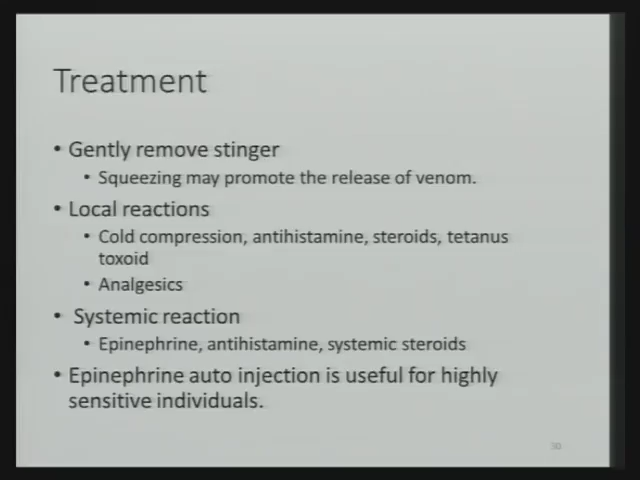 Treatment
• Gently remove stinger
• Squeezing may promote the release of venom.
• Local reactions
• Cold compression, antihistamine, steroids, tetanus
toxoid
• Analgesics
• Systemic reaction
• Epinephrine, antihistamine, systemic steroids
• Epinephrine auto injection is useful for highly
sensitive individuals.
30